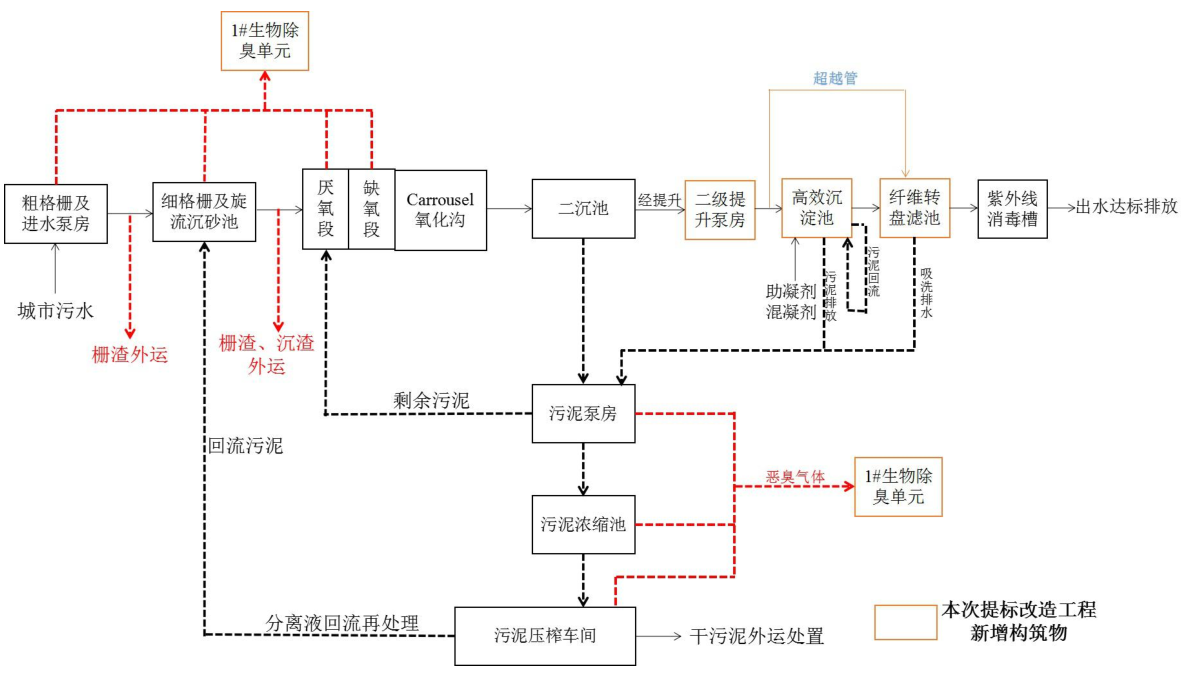 1#生物除
臭单元
超越管
粗格栅及
进水泵房
细格栅及旋
流沉砂池
厌
氧
段
缺
氧
段
Carrousel
氧化沟
二沉池
经提升
二级提
升泵房
高效沉
淀池
纤维转
盘滤池
紫外线
消毒槽
出水达标排放
城市污水
栅渣外运
栅渣、沉渣
外运
助凝剂
混凝剂
污泥排放
污泥回流
吸洗排水
剩余污泥
污泥泵房
回流污泥
恶臭气体
1#生物除
臭单元
污泥浓缩池
分离液回流再处理
污泥压榨车间
干污泥外运处置
本次提标改造工程
新增构筑物